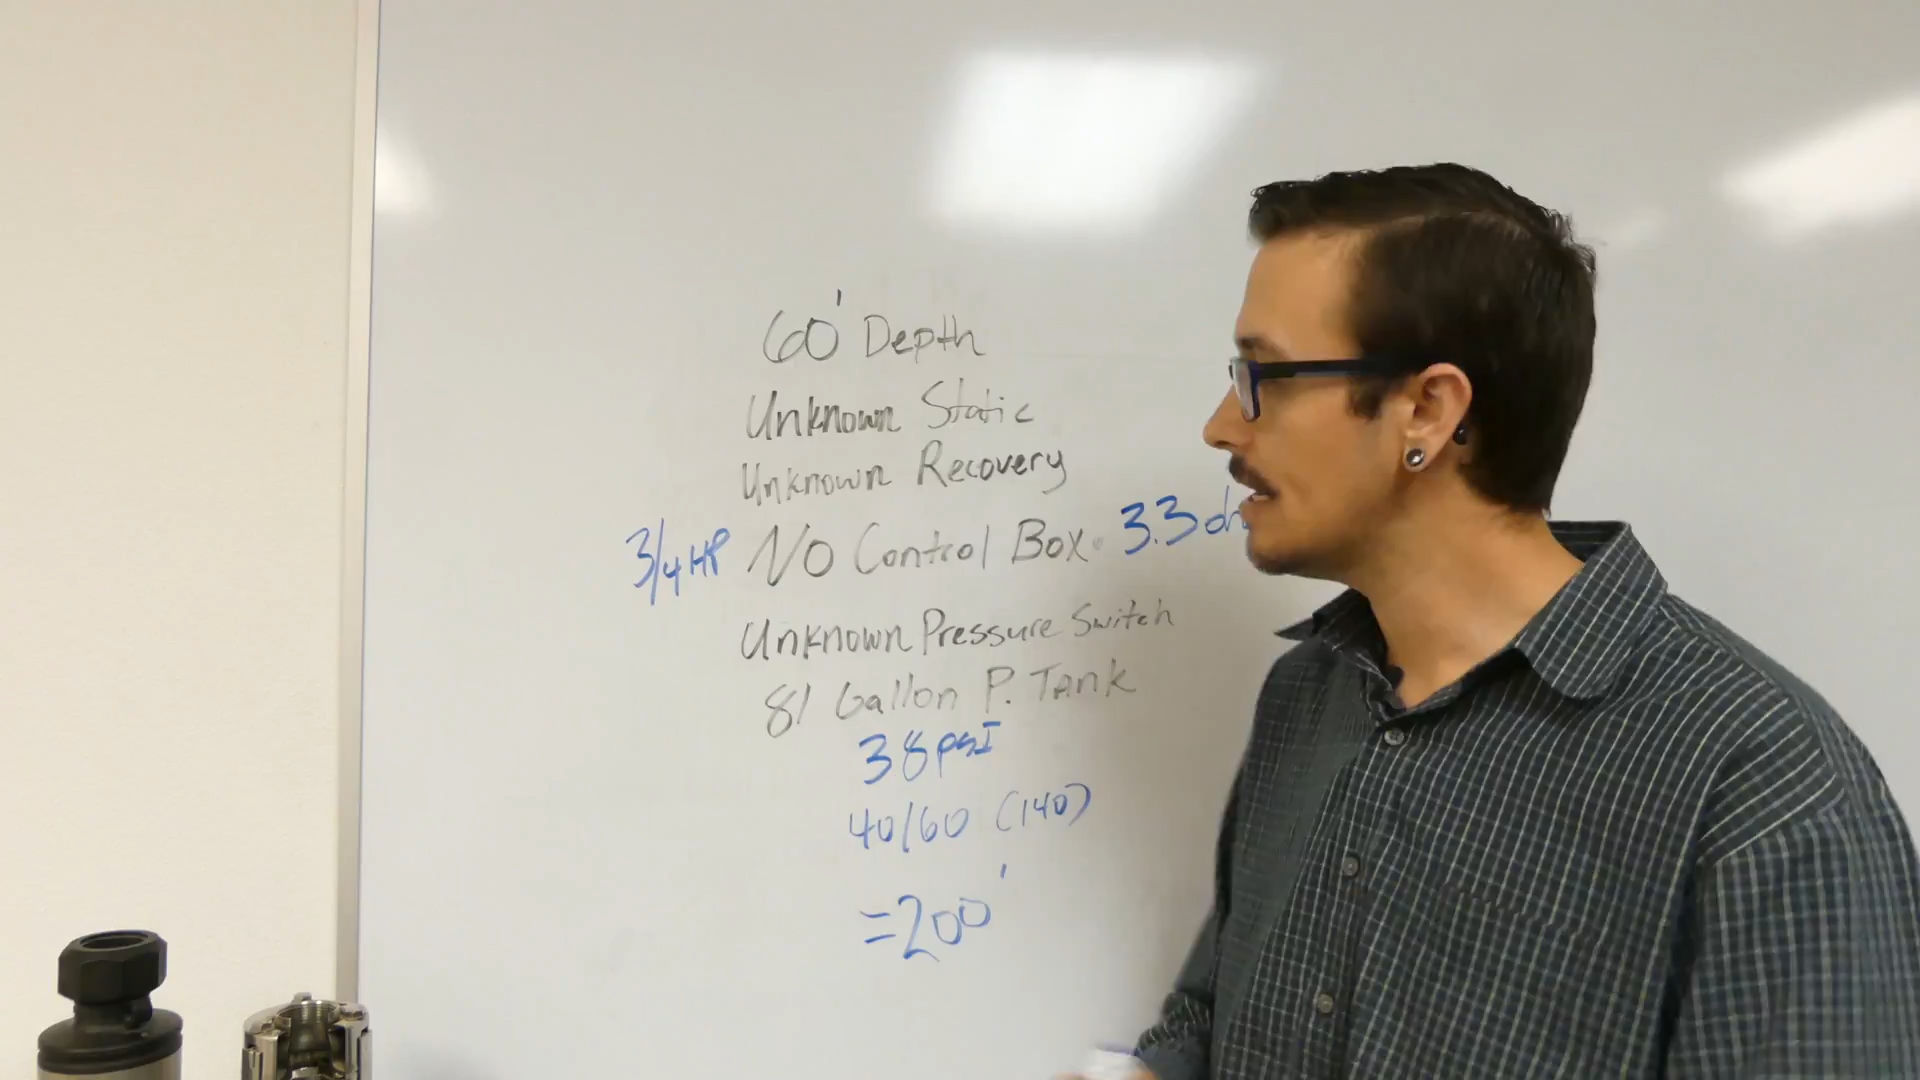 60' Depth
Unknown Static
Unknown Recovery
3/4 HP No Control Box. 3.3
Unknown Pressure Switch
81 Gallon P. Tank
38 PSI
40/60 (140)
=200'